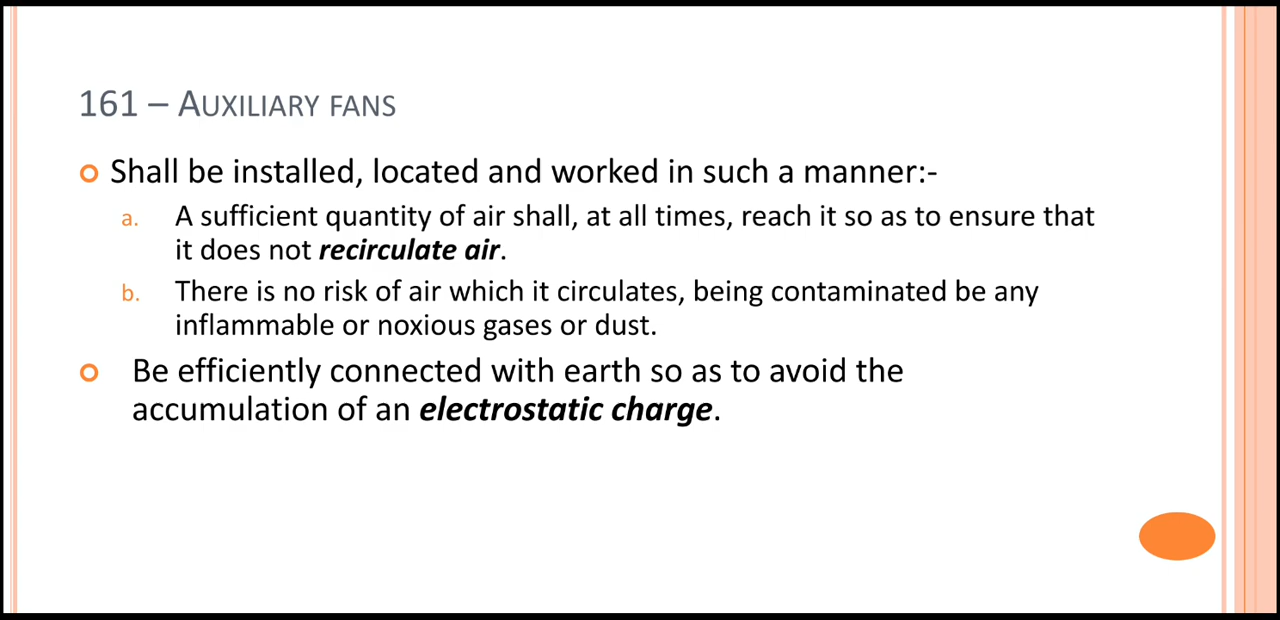 161 – AUXILIARY FANS
Shall be installed, located and worked in such a manner:-
a. A sufficient quantity of air shall, at all times, reach it so as to ensure that
it does not recirculate air.
b. There is no risk of air which it circulates, being contaminated be any
inflammable or noxious gases or dust.
Be efficiently connected with earth so as to avoid the
accumulation of an electrostatic charge.